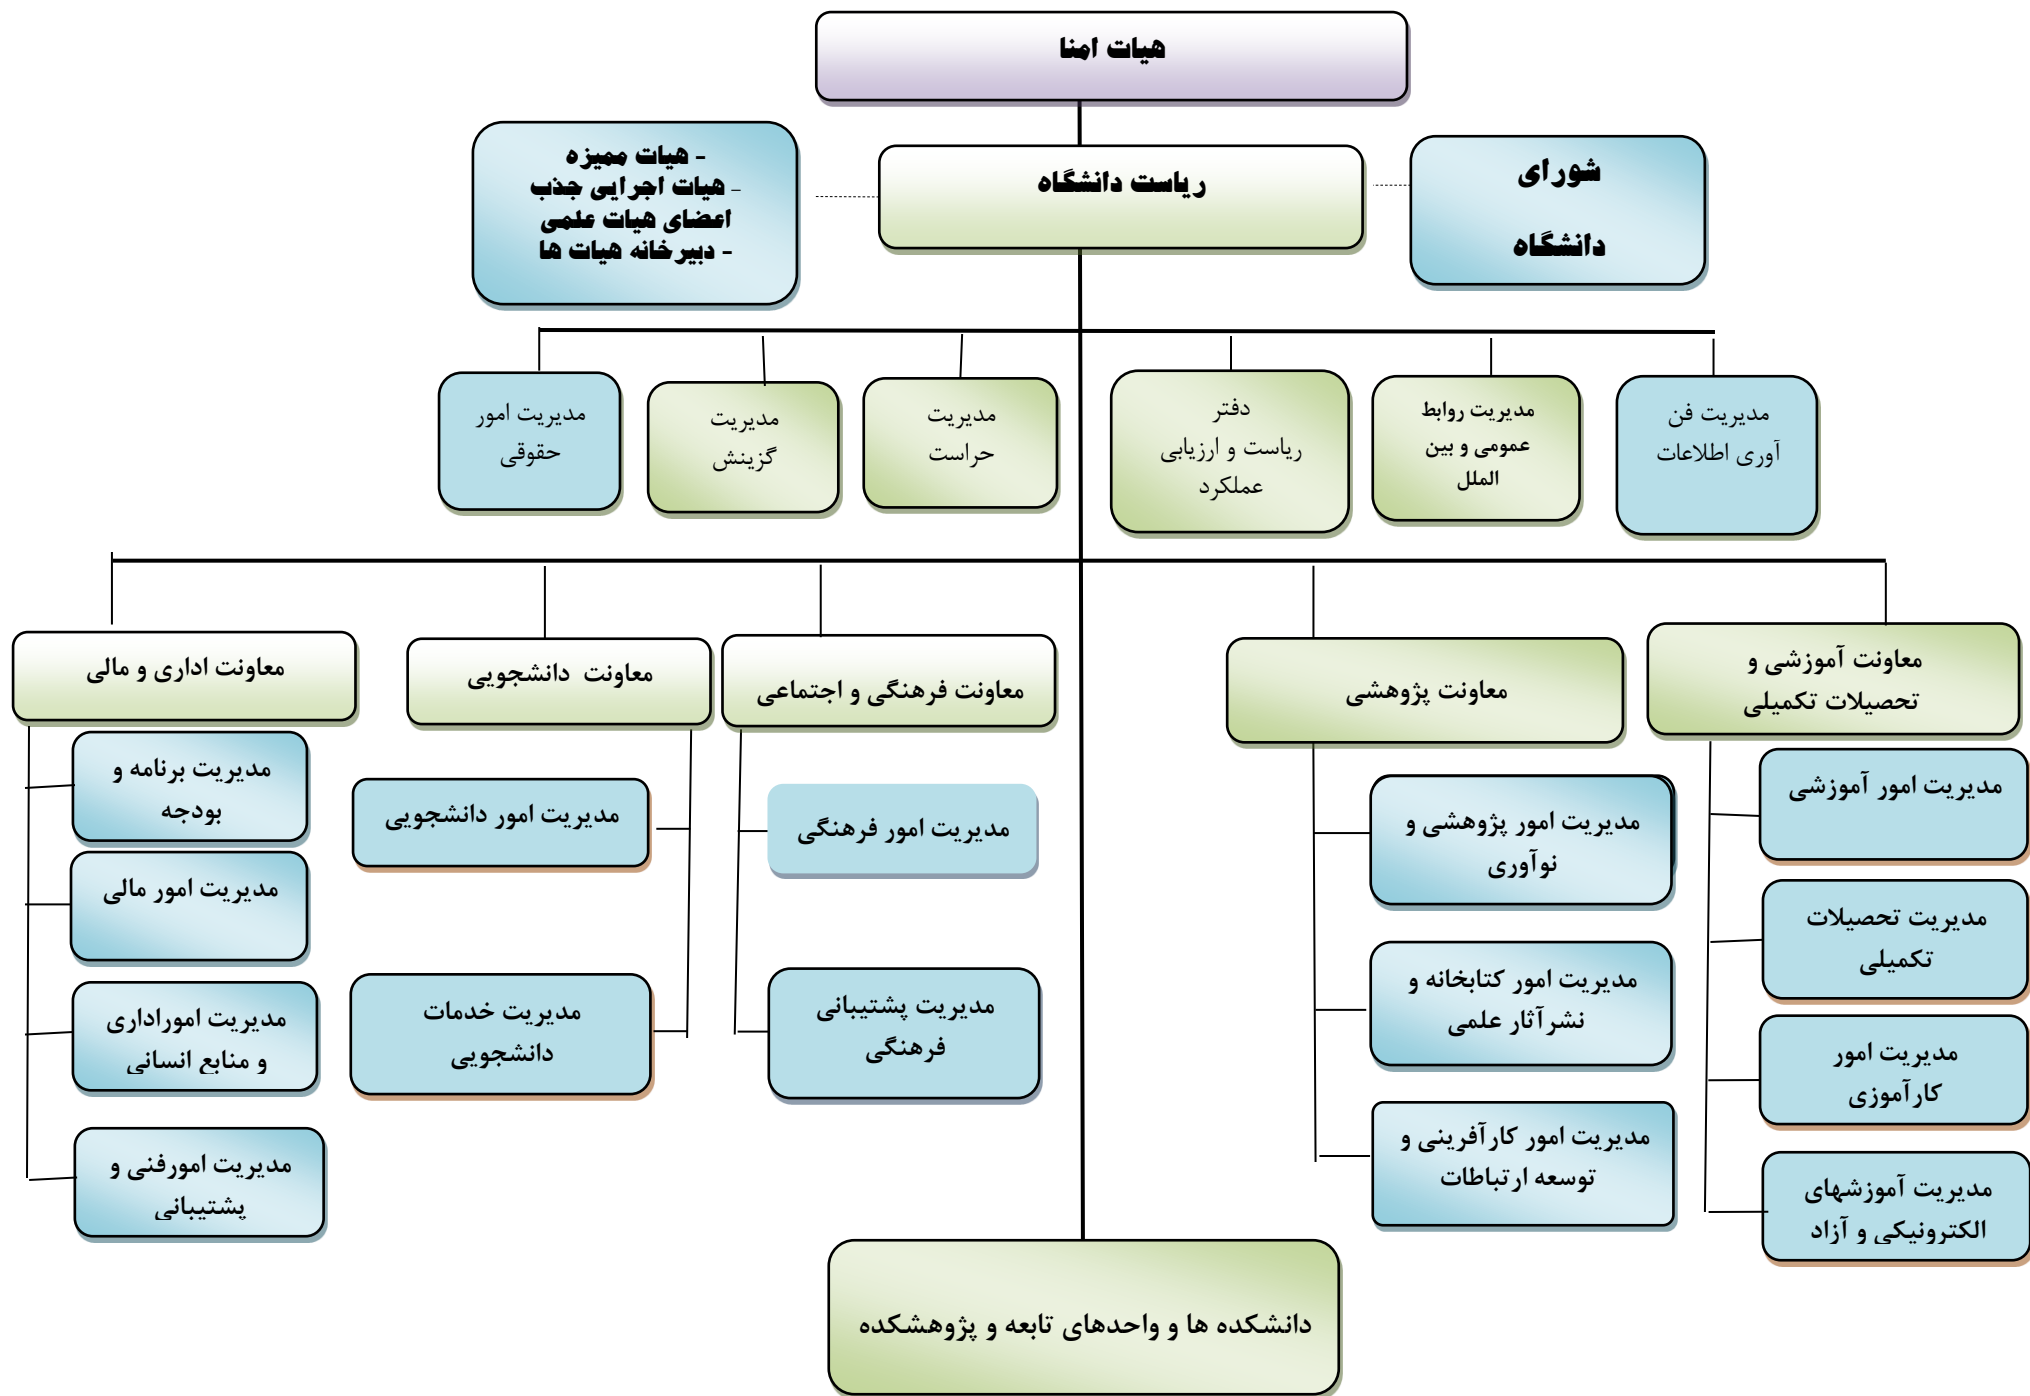 هیات امنا
شورای
دانشگاه
ریاست دانشگاه
- هیات ممیزه
- هیات اجرایی جذب
اعضای هیات علمی
- دبیرخانه هیات ها
مدیریت فن
آوری اطلاعات
مدیریت روابط
عمومی و بین
الملل
دفتر
ریاست و ارزیابی
عملکرد
مدیریت
حراست
مدیریت
گزینش
مدیریت امور
حقوقی
معاونت آموزشی و
تحصیلات تکمیلی
معاونت پژوهشی
معاونت فرهنگی و اجتماعی
معاونت دانشجویی
معاونت اداری و مالی
مدیریت امور آموزشی
مدیریت تحصیلات
تکمیلی
مدیریت امور
کارآموزی
مدیریت آموزشهای
الکترونیکی و آزاد
مدیریت امور پژوهشی و
نوآوری
مدیریت امور کتابخانه و
نشرآثار علمی
مدیریت امور کارآفرینی و
توسعه ارتباطات
مدیریت امور فرهنگی
مدیریت پشتیبانی
فرهنگی
مدیریت امور دانشجویی
مدیریت خدمات
دانشجویی
مدیریت برنامه و
بودجه
مدیریت امور مالی
مدیریت اموراداری
و منابع انسانی
مدیریت امورفنی و
پشتیبانی
دانشکده ها و واحدهای تابعه و پژوهشکده